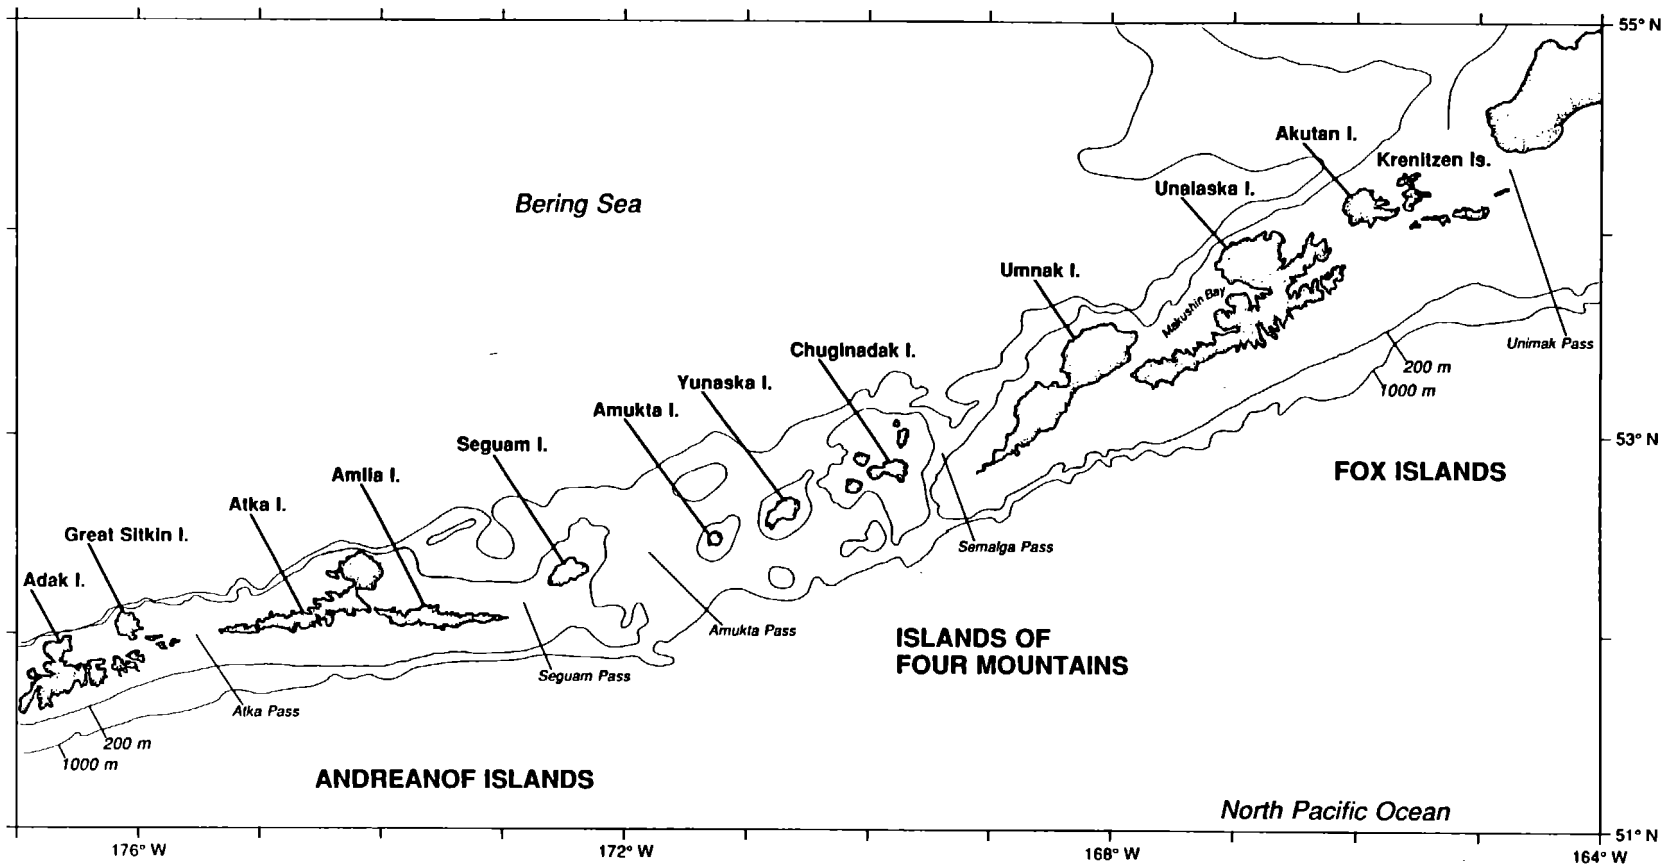 55° N
Akutan I.
Krenitzen Is.
Unalaska I.
Bering Sea
Umnak I.
Makushin Bay
Unimak Pass
Chuginadak I.
200 m
1000 m
Yunaska I.
Amukta I.
53° N
Seguam I.
FOX ISLANDS
Amlia I.
Atka I.
Great Sitkin I.
Semalga Pass
Adak I.
Amukta Pass
ISLANDS OF
FOUR MOUNTAINS
Seguam Pass
Atka Pass
200 m
1000 m
ANDREANOF ISLANDS
North Pacific Ocean
51° N
176° W
172° W
168° W
164° W